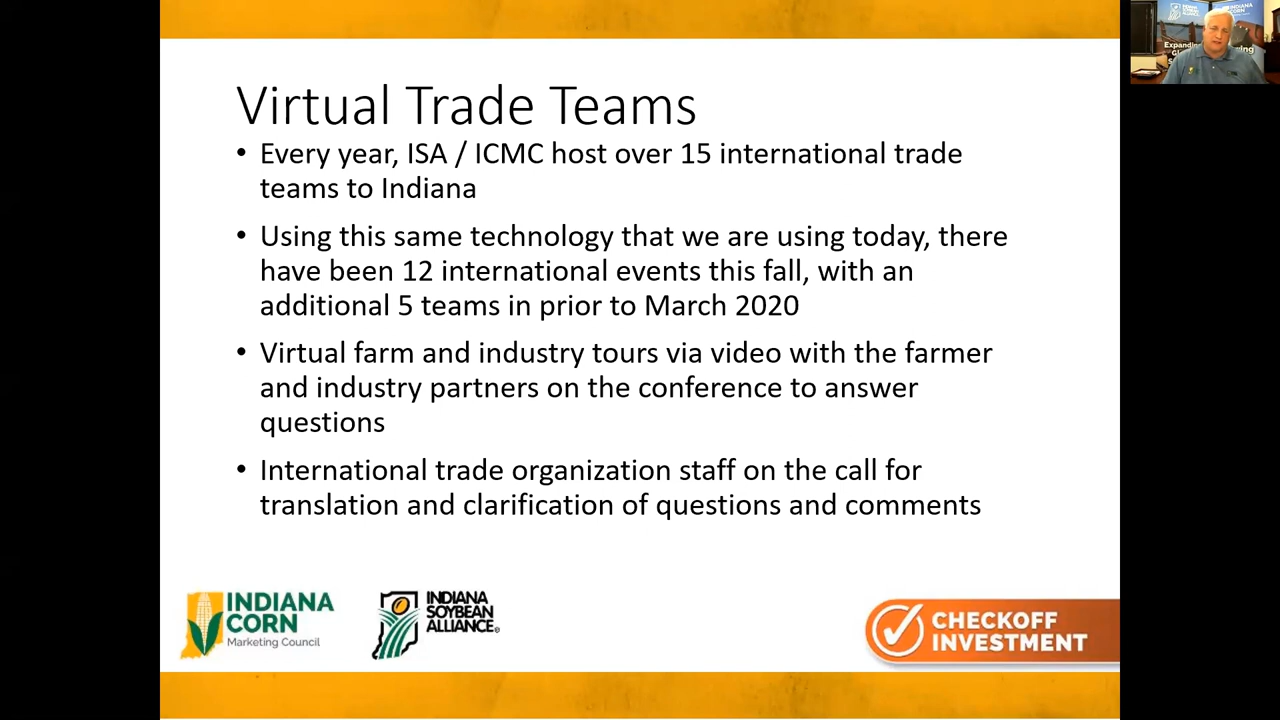 Virtual Trade Teams
• Every year, ISA / ICMC host over 15 international trade
teams to Indiana
• Using this same technology that we are using today, there
have been 12 international events this fall, with an
additional 5 teams in prior to March 2020
• Virtual farm and industry tours via video with the farmer
and industry partners on the conference to answer
questions
• International trade organization staff on the call for
translation and clarification of questions and comments
INDIANA
CORN
Marketing Council
INDIANA
SOYBEAN
ALLIANCE®
CHECKOFF
INVESTMENT